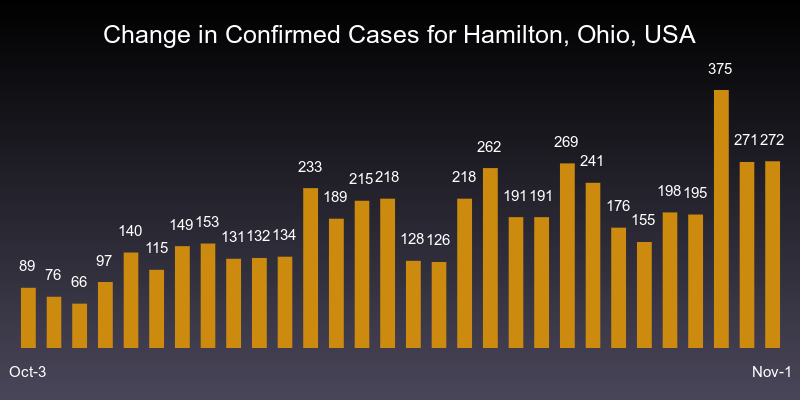 Change in Confirmed Cases for Hamilton, Ohio, USA
89 76 66 97 140 115 149 153 131 132 134 233 189 215 218 128 126 218 262 191 191 269 241 176 155 198 195 375 271 272
Oct-3 Nov-1